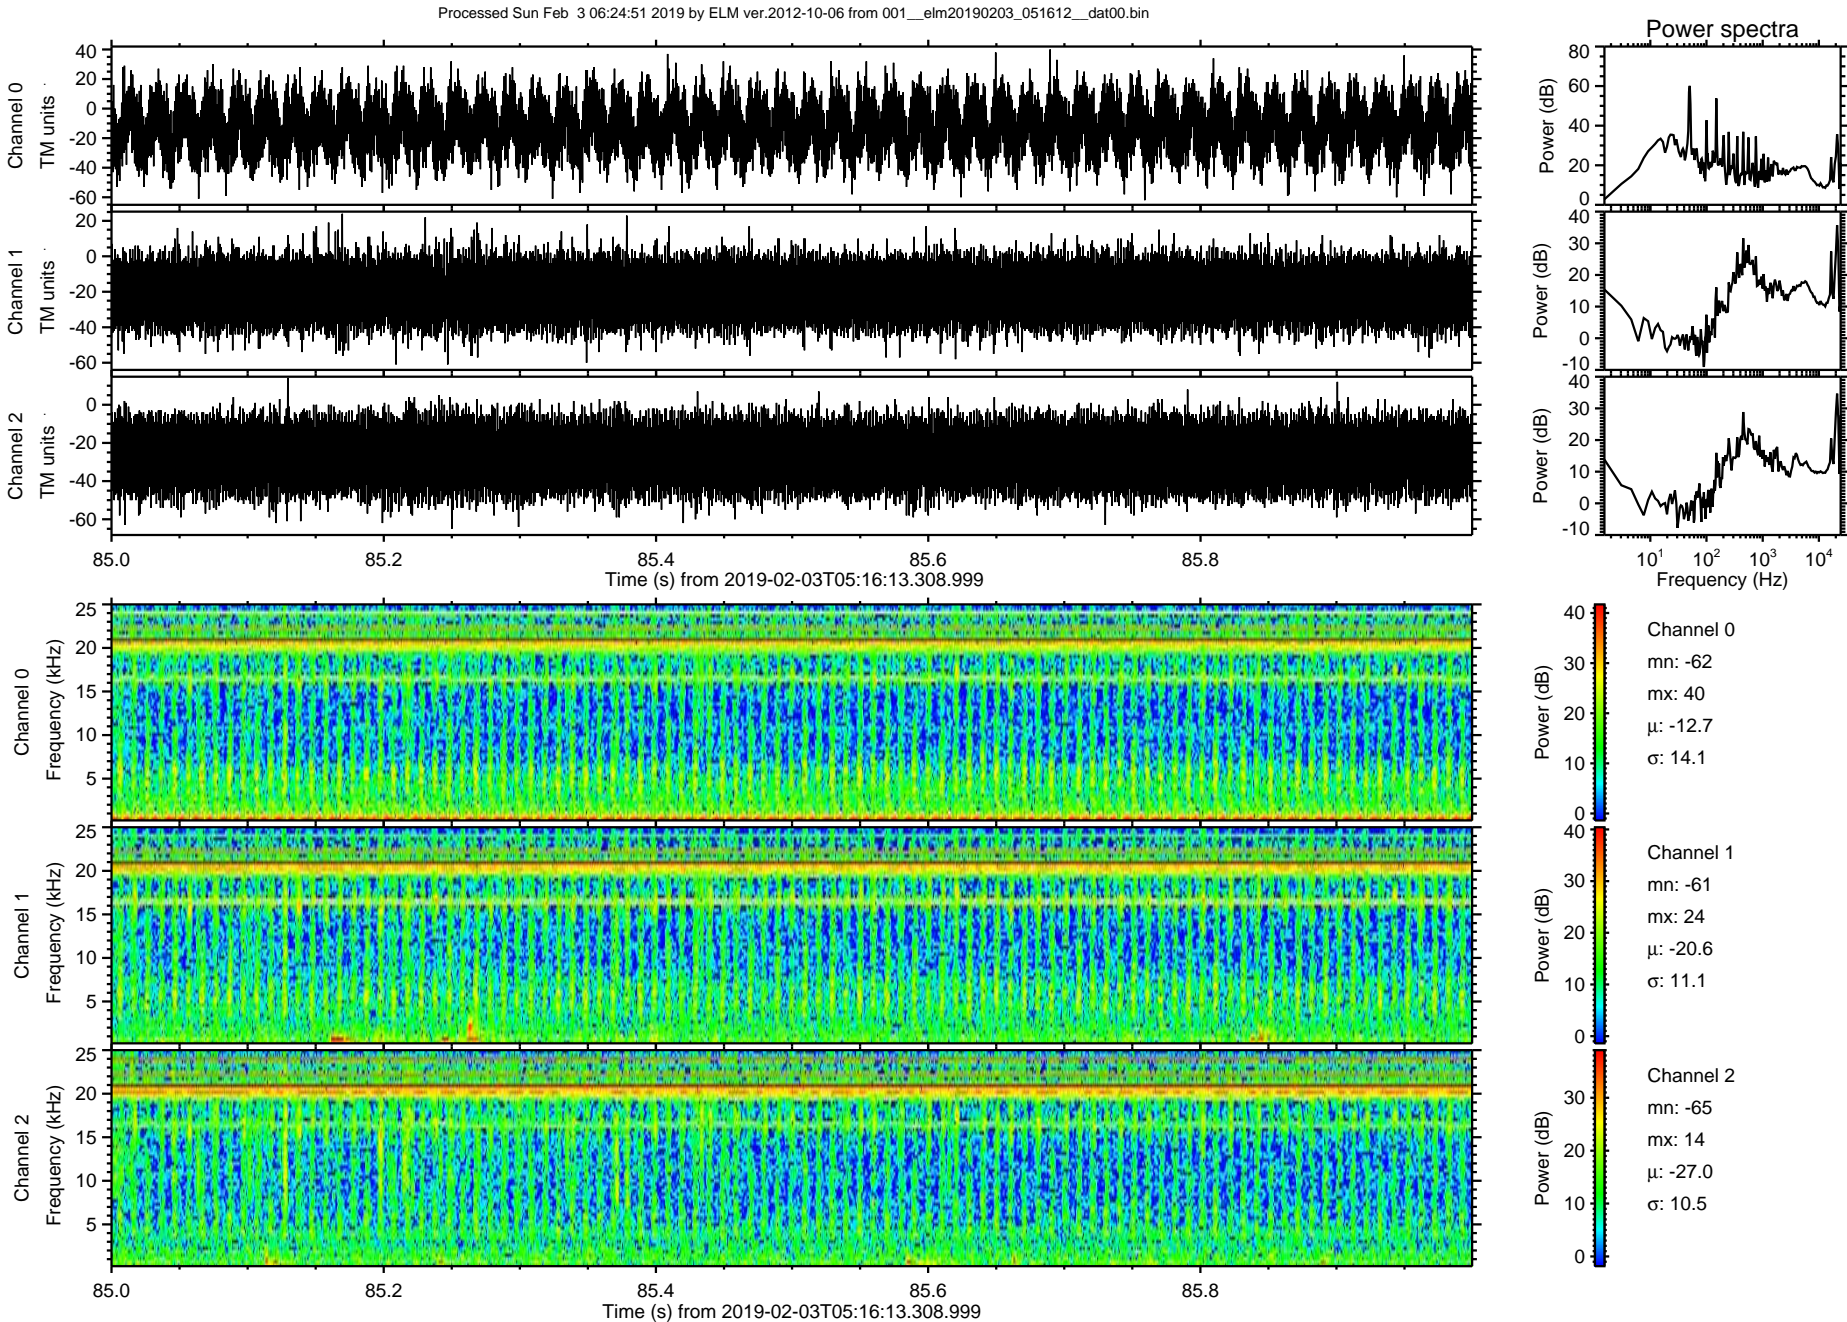 Processed Sun Feb  3 06:24:51 2019 by ELM ver.2012-10-06 from 001__elm20190203_051612__dat00.bin
Power spectra
Channel 0
TM units
40
20
0
-20
-40
-60
Power (dB)
80
60
40
20
0
Channel 1
TM units
20
0
-20
-40
-60
Power (dB)
40
30
20
10
0
-10
Channel 2
TM units
0
-20
-40
-60
Power (dB)
40
30
20
10
0
-10
85.0 85.2 85.4 85.6 85.8
Time (s) from 2019-02-03T05:16:13.308.999
10^1 10^2 10^3 10^4
Frequency (Hz)
Channel 0
Frequency (kHz)
25
20
15
10
5
Power (dB)
40
30
20
10
0
Channel 0
mn: -62
mx: 40
μ: -12.7
σ: 14.1
Channel 1
Frequency (kHz)
25
20
15
10
5
Power (dB)
40
30
20
10
0
Channel 1
mn: -61
mx: 24
μ: -20.6
σ: 11.1
Channel 2
Frequency (kHz)
25
20
15
10
5
Power (dB)
30
20
10
0
Channel 2
mn: -65
mx: 14
μ: -27.0
σ: 10.5
85.0 85.2 85.4 85.6 85.8
Time (s) from 2019-02-03T05:16:13.308.999